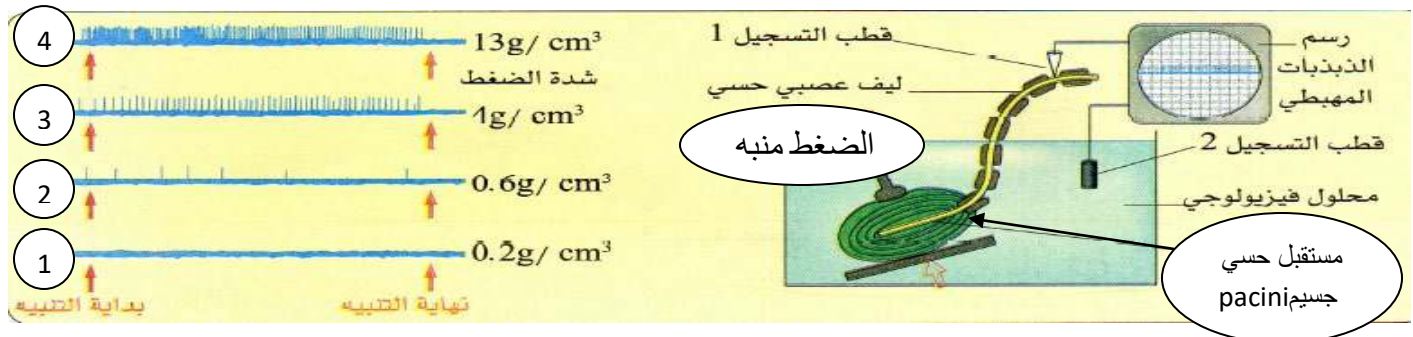 4
13g/ cm³
شدة الضغط
3
4g/ cm³
2
0.6g/ cm³
1
0.2g/ cm³
بداية التنبيه
نهاية التنبيه
قطب التسجيل 1
ليف عصبي حسي
الضغط منبه
رسم
الذبذبات
المهبطي
قطب التسجيل 2
محلول فيزيولوجي
مستقبل حسي
جسيمpacini